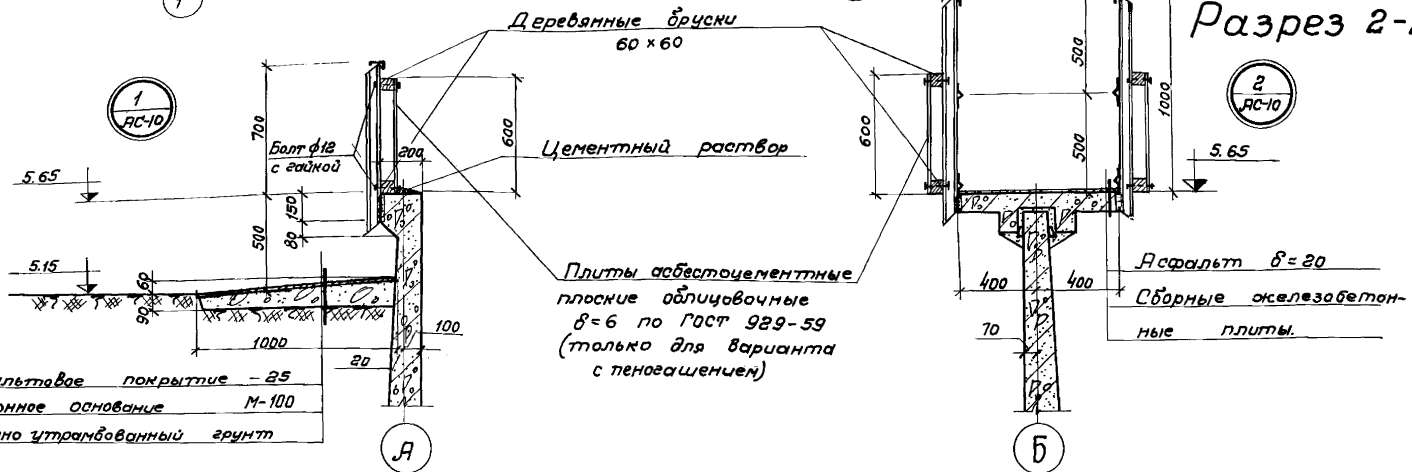 1
Деревянные бруски
60 × 60
Разрез 2-
1
АС-10
2
АС-10
700
600
200
Болт ф12
с гайкой
Цементный раствор
5.65
150
80
500
5.15
60
90
1000
20
100
Плиты асбестоцементные
плоские облицовочные
δ=6 по ГОСТ 929-59
(только для варианта
с пеногашением)
500
500
1000
600
5.65
400
400
70
Асфальт δ=20
Сборные железобетон-
ные плиты.
покрытие -25
основание М-100
утрамбованный грунт
А
Б